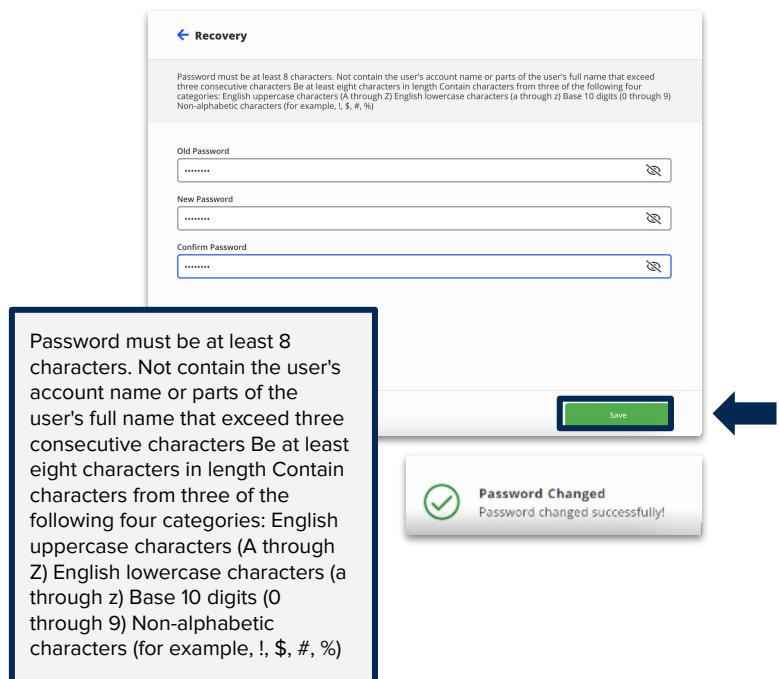 Recovery
Password must be at least 8 characters. Not contain the user's account name or parts of the user's full name that exceed
three consecutive characters Be at least eight characters in length Contain characters from three of the following four
categories: English uppercase characters (A through Z) English lowercase characters (a through z) Base 10 digits (0 through 9)
Non-alphabetic characters (for example, !, $, #, %)
Old Password
........
New Password
........
Confirm Password
........
Save
Password Changed
Password changed successfully!
Password must be at least 8
characters. Not contain the user's
account name or parts of the
user's full name that exceed three
consecutive characters Be at least
eight characters in length Contain
characters from three of the
following four categories: English
uppercase characters (A through
Z) English lowercase characters (a
through z) Base 10 digits (0
through 9) Non-alphabetic
characters (for example, !, $, #, %)